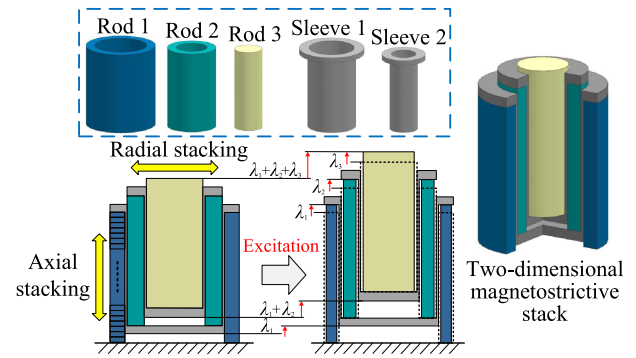 Rod 1
Rod 2
Rod 3
Sleeve 1
Sleeve 2
Radial stacking
λ₁+λ₂+λ₃
λ₃
λ₂
λ₁
Excitation
Axial
stacking
λ₁+λ₂
λ₁
Two-dimensional
magnetostrictive
stack